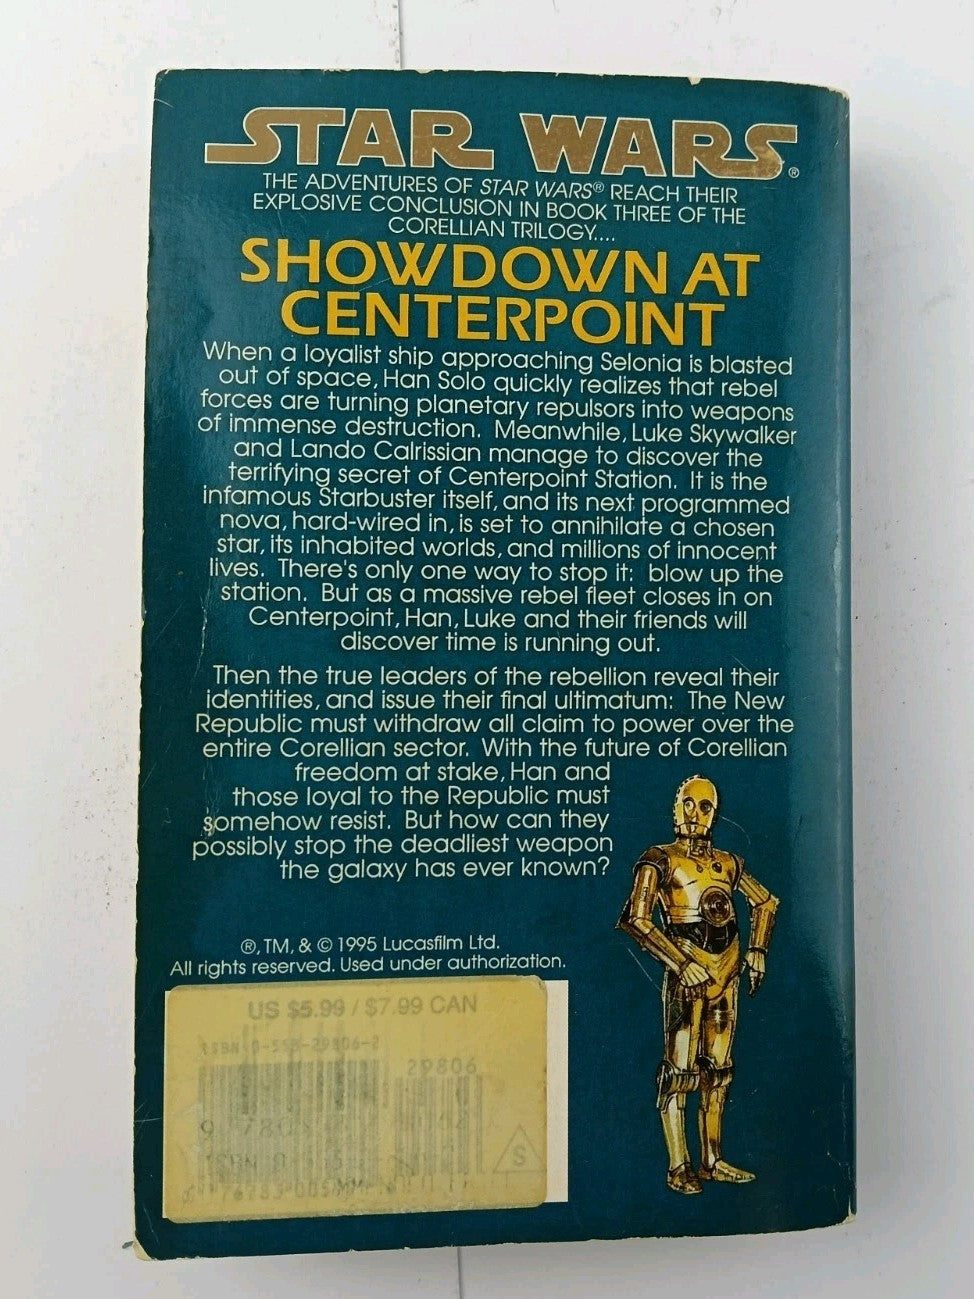 STAR WARS®
THE ADVENTURES OF STAR WARS® REACH THEIR
EXPLOSIVE CONCLUSION IN BOOK THREE OF THE
CORELLIAN TRILOGY....
SHOWDOWN AT
CENTERPOINT
When a loyalist ship approaching Selonia is blasted
out of space, Han Solo quickly realizes that rebel
forces are turning planetary repulsors into weapons
of immense destruction. Meanwhile, Luke Skywalker
and Lando Calrissian manage to discover the
terrifying secret of Centerpoint Station. It is the
infamous Starbuster itself, and its next programmed
nova, hard-wired in, is set to annihilate a chosen
star, its inhabited worlds, and millions of innocent
lives. There's only one way to stop it: blow up the
station. But as a massive rebel fleet closes in on
Centerpoint, Han, Luke and their friends will
discover time is running out.
Then the true leaders of the rebellion reveal their
identities, and issue their final ultimatum: The New
Republic must withdraw all claim to power over the
entire Corellian sector. With the future of Corellian
freedom at stake, Han and
those loyal to the Republic must
somehow resist. But how can they
possibly stop the deadliest weapon
the galaxy has ever known?
®, TM, & © 1995 Lucasfilm Ltd.
All rights reserved. Used under authorization.
US $5.99 / $7.99 CAN
ISBN 0-553-29806-2
29806
S